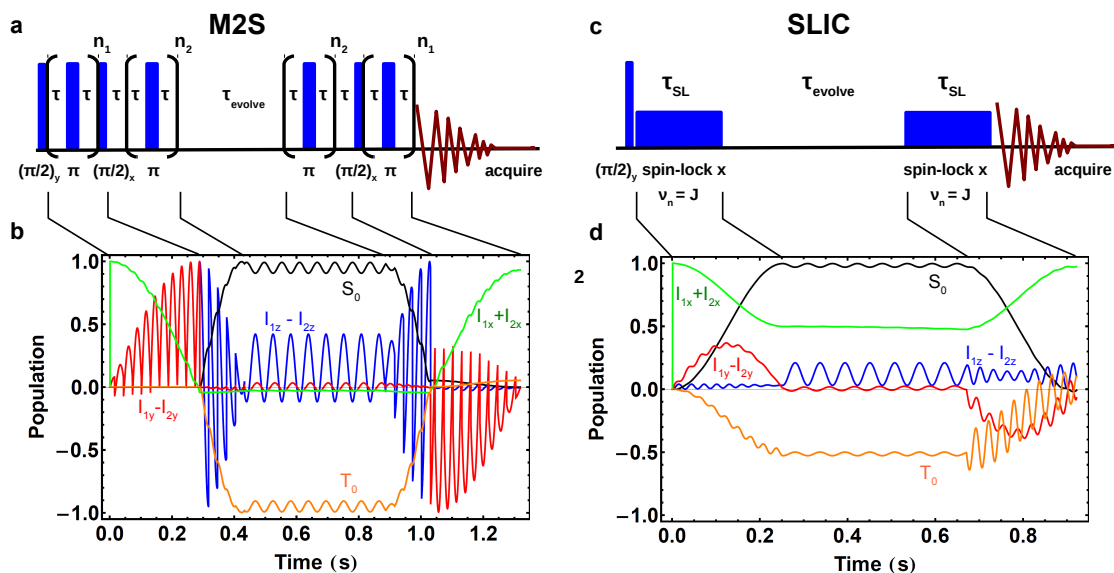 M2S
a
n1 n2 n2 n1
τ τ τ τ τ τevolve τ τ τ τ τ
(π/2)y π (π/2)x π π (π/2)x π acquire
b
S0
I1z - I2z
I1x+I2x
I1y-I2y
T0
Population
1.0
0.5
0.0
−0.5
−1.0
0.0 0.2 0.4 0.6 0.8 1.0 1.2
Time (s)
SLIC
c
τSL τevolve τSL
(π/2)y spin-lock x spin-lock x acquire
νn = J νn = J
d
2
I1x+I2x
S0
I1y-I2y
I1z - I2z
T0
Population
1.0
0.5
0.0
−0.5
−1.0
0.0 0.2 0.4 0.6 0.8
Time (s)